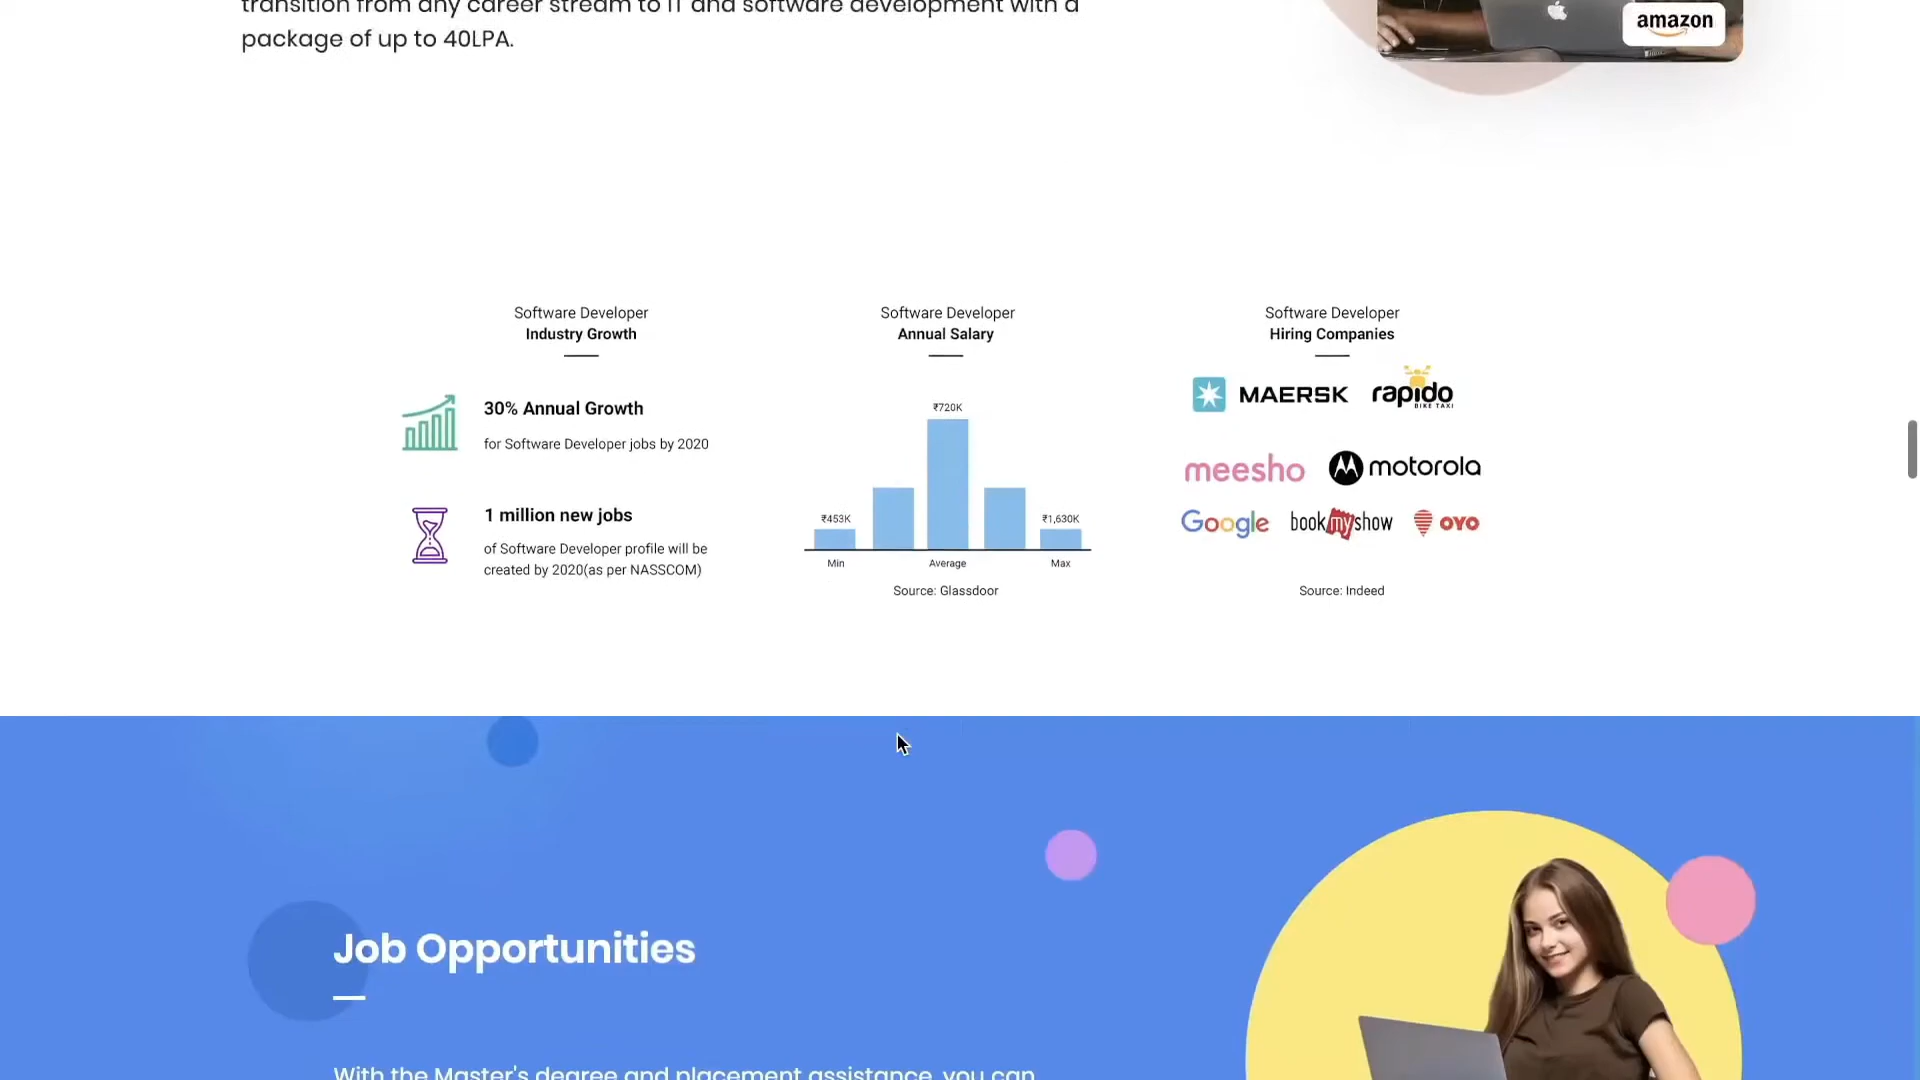 transition from any career stream to IT and software development with a
package of up to 40LPA.
amazon
Software Developer
Industry Growth
30% Annual Growth
for Software Developer jobs by 2020
1 million new jobs
of Software Developer profile will be
created by 2020(as per NASSCOM)
Software Developer
Annual Salary
₹720K
₹453K
₹1,630K
Min Average Max
Source: Glassdoor
Software Developer
Hiring Companies
MAERSK rapido
BIKE TAXI
meesho motorola
Google bookmyshow OYO
Source: Indeed
Job Opportunities
With the Master's degree and placement assistance, you can